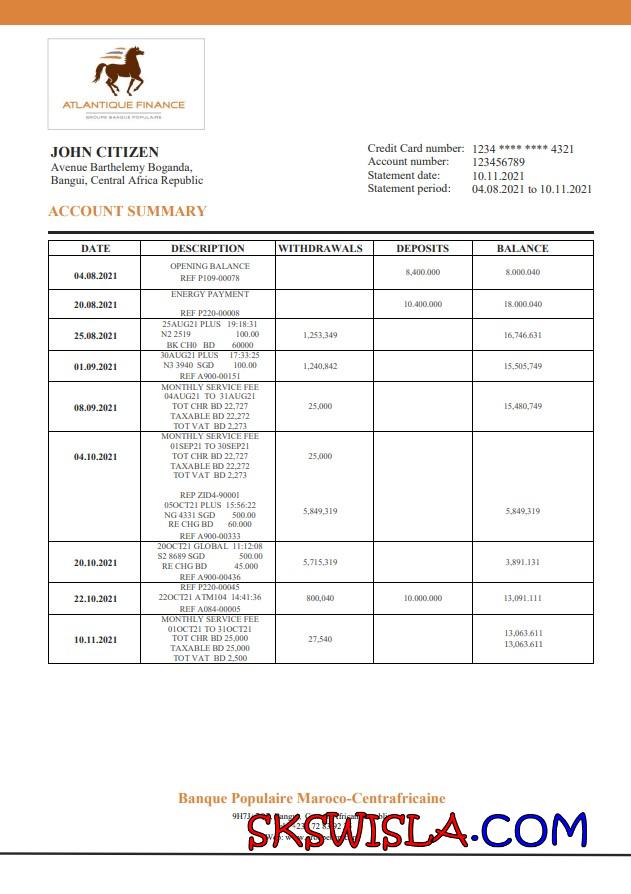 ATLANTIQUE FINANCE
GROUPE BANQUE POPULAIRE
JOHN CITIZEN
Avenue Barthelemy Boganda,
Bangui, Central Africa Republic
Credit Card number: 1234 **** **** 4321
Account number: 123456789
Statement date: 10.11.2021
Statement period: 04.08.2021 to 10.11.2021
ACCOUNT SUMMARY
DATE DESCRIPTION WITHDRAWALS DEPOSITS BALANCE
OPENING BALANCE
04.08.2021 8,400.000 8.000.040
REF P109-00078
ENERGY PAYMENT
20.08.2021 10.400.000 18.000.040
REF P220-00008
25AUG21 PLUS 19:18:31
25.08.2021 N2 2519 100.00 1,253,349 16,746.631
BK CH0 BD 60000
30AUG21 PLUS 17:33:25
01.09.2021 N3 3940 SGD 100.00 1,240,842 15,505,749
REF A900-00151
MONTHLY SERVICE FEE
04AUG21 TO 31AUG21
08.09.2021 TOT CHR BD 22,727 25,000 15,480,749
TAXABLE BD 22,272
TOT VAT BD 2,273
MONTHLY SERVICE FEE
01SEP21 TO 30SEP21
04.10.2021 TOT CHR BD 22,727 25,000
TAXABLE BD 22,272
TOT VAT BD 2,273
REP ZID4-90001
05OCT21 PLUS 15:56:22
NG 4331 SGD 500.00 5,849,319 5,849,319
RE CHG BD 60.000
REF A900-00333
20OCT21 GLOBAL 11:12:08
S2 8689 SGD 500.00
20.10.2021 RE CHG BD 45.000 5,715,319 3,891.131
REF A900-00436
REF P220-00045
22.10.2021 22OCT21 ATM104 14:41:36 800,040 10.000.000 13,091.111
REF A084-00005
MONTHLY SERVICE FEE
01OCT21 TO 31OCT21
10.11.2021 TOT CHR BD 25,000 27,540 13,063.611
TAXABLE BD 25,000 13,063.611
TOT VAT BD 2,500
Banque Populaire Maroco-Centrafricaine
SKSWISLA.COM